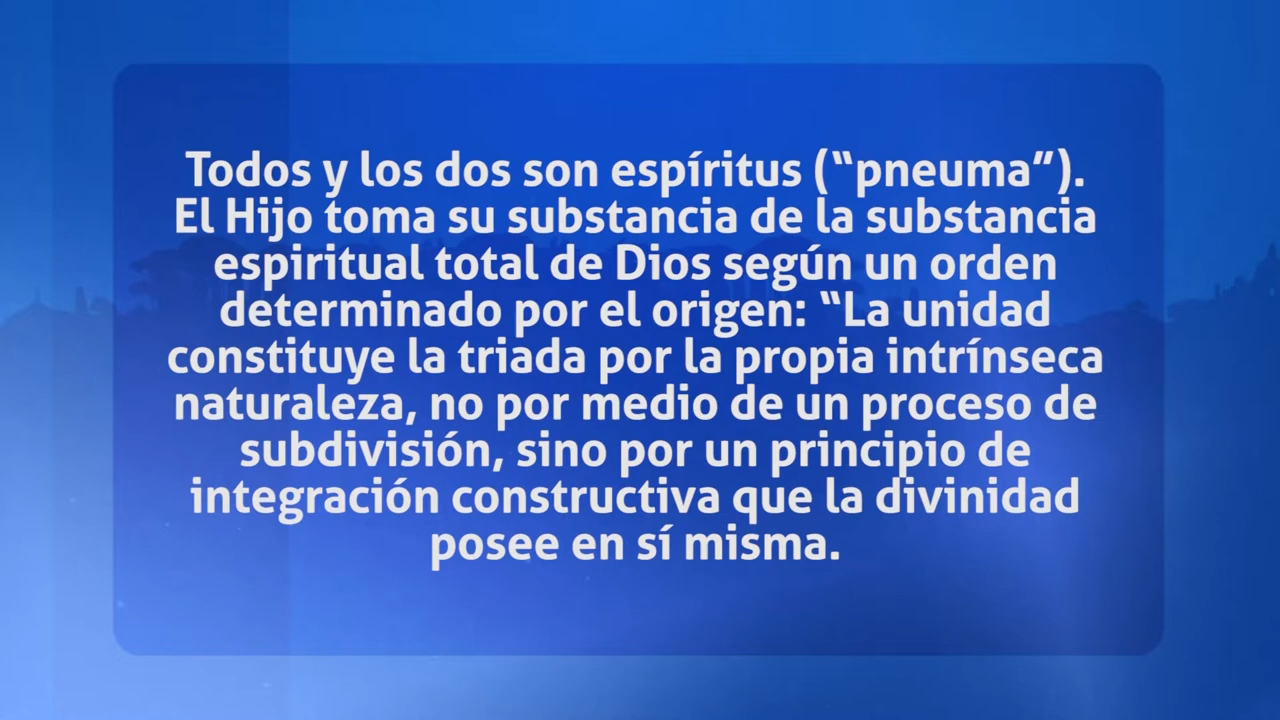 Todos y los dos son espíritus (“pneuma”).
El Hijo toma su substancia de la substancia
espiritual total de Dios según un orden
determinado por el origen: “La unidad
constituye la triada por la propia intrínseca
naturaleza, no por medio de un proceso de
subdivisión, sino por un principio de
integración constructiva que la divinidad
posee en sí misma.